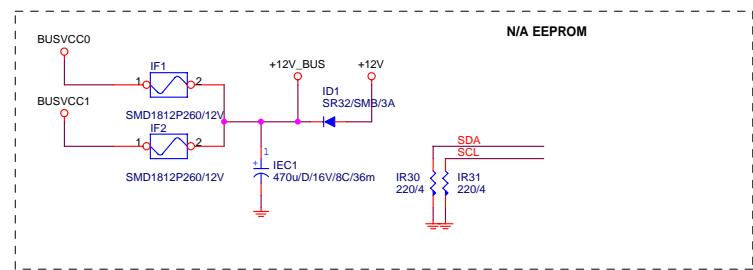 N/A EEPROM
BUSVCC0
IF1
1
2
SMD1812P260/12V
BUSVCC1
IF2
1
2
SMD1812P260/12V
+12V_BUS
+12V
ID1
SR32/SMB/3A
1
+
IEC1
470u/D/16V/8C/36m
SDA
SCL
IR30
220/4
IR31
220/4